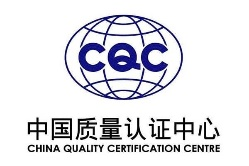 CQC
中国质量认证中心
CHINA QUALITY CERTIFICATION CENTRE